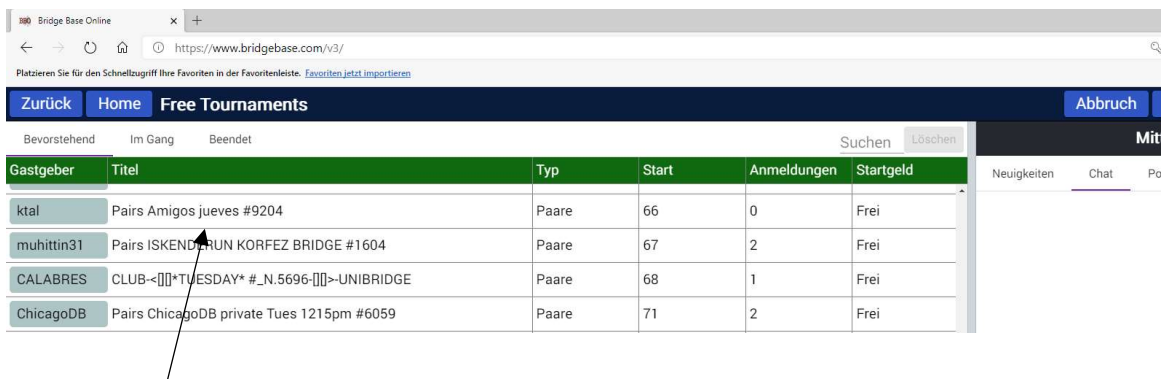 BBO Bridge Base Online
https://www.bridgebase.com/v3/
Platzieren Sie für den Schnellzugriff Ihre Favoriten in der Favoritenleiste. Favoriten jetzt importieren
Zurück Home Free Tournaments Abbruch
Bevorstehend Im Gang Beendet Suchen Löschen Mitt
Gastgeber Titel Typ Start Anmeldungen Startgeld Neuigkeiten Chat Po
ktal Pairs Amigos jueves #9204 Paare 66 0 Frei
muhittin31 Pairs ISKENDERUN KORFEZ BRIDGE #1604 Paare 67 2 Frei
CALABRES CLUB-<[][]*TUESDAY* #_N.5696-[][]>-UNIBRIDGE Paare 68 1 Frei
ChicagoDB Pairs ChicagoDB private Tues 1215pm #6059 Paare 71 2 Frei